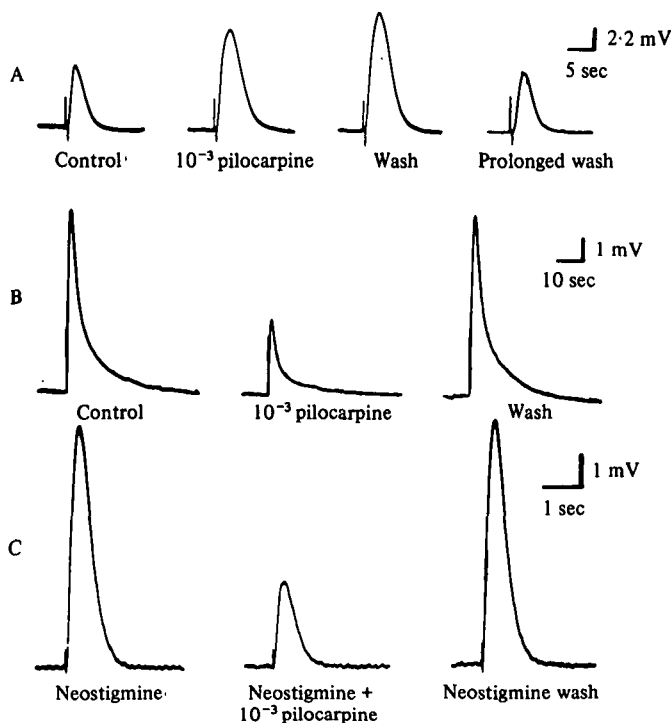 A
2·2 mV
5 sec
Control
10⁻³ pilocarpine
Wash
Prolonged wash
B
1 mV
10 sec
Control
10⁻³ pilocarpine
Wash
C
1 mV
1 sec
Neostigmine
Neostigmine +
10⁻³ pilocarpine
Neostigmine wash